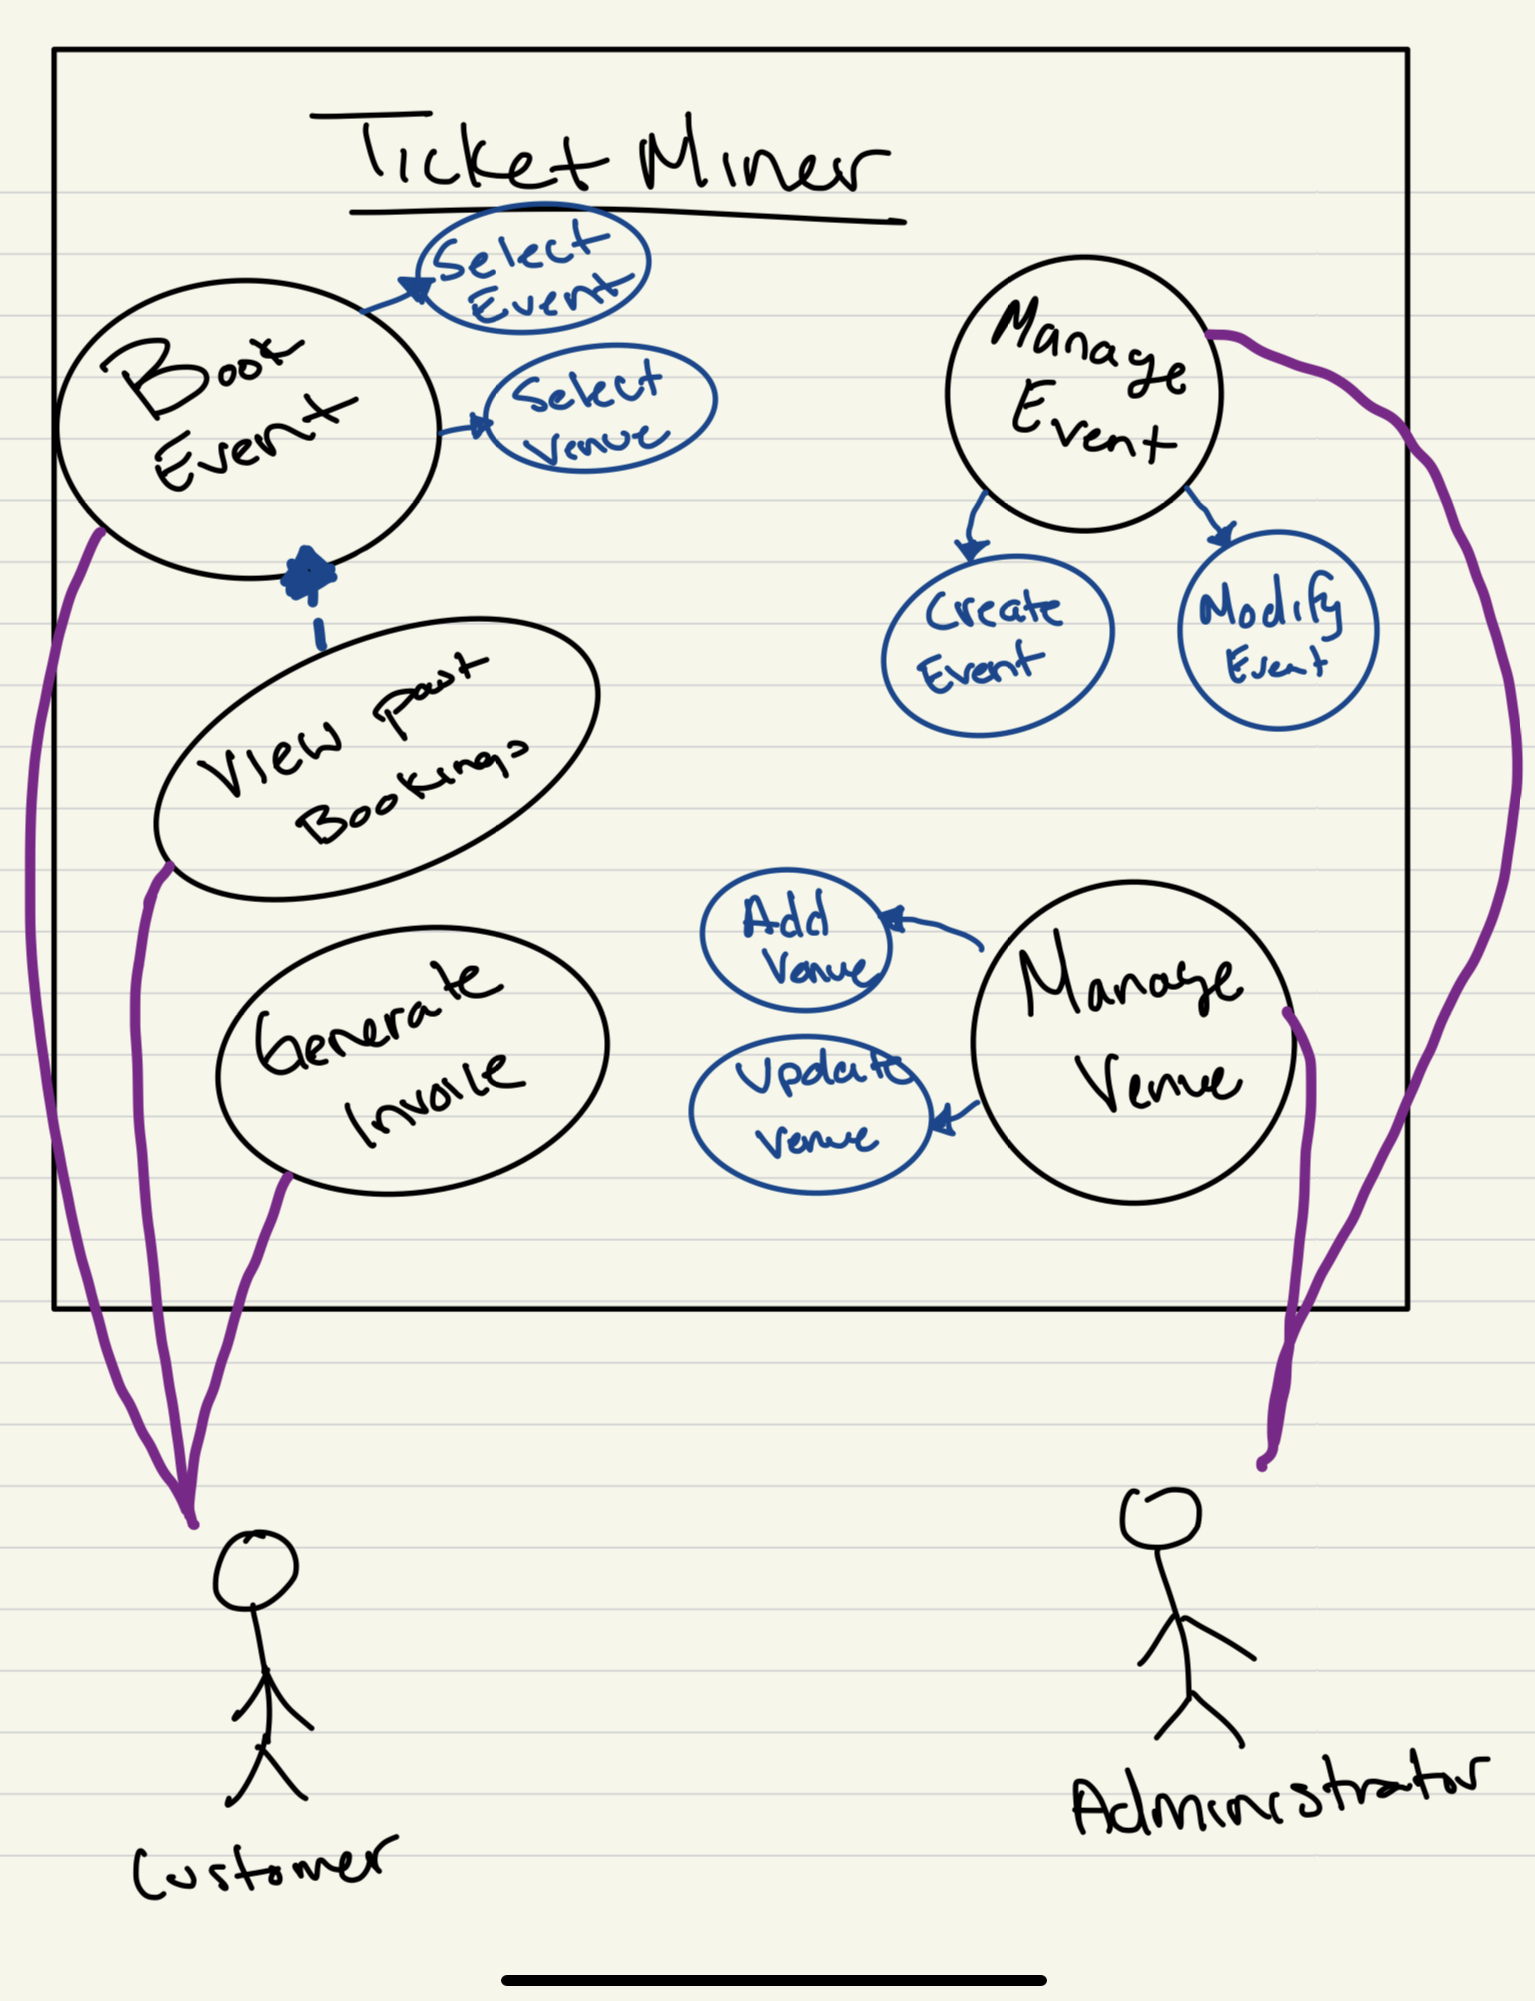 Ticket Miner
Select
Event
Book
Event
Select
Venue
Manage
Event
Create
Event
Modify
Event
View past
Bookings
Add
Venue
Manage
Venue
Generate
Invoice
Update
Venue
Customer
Administrator